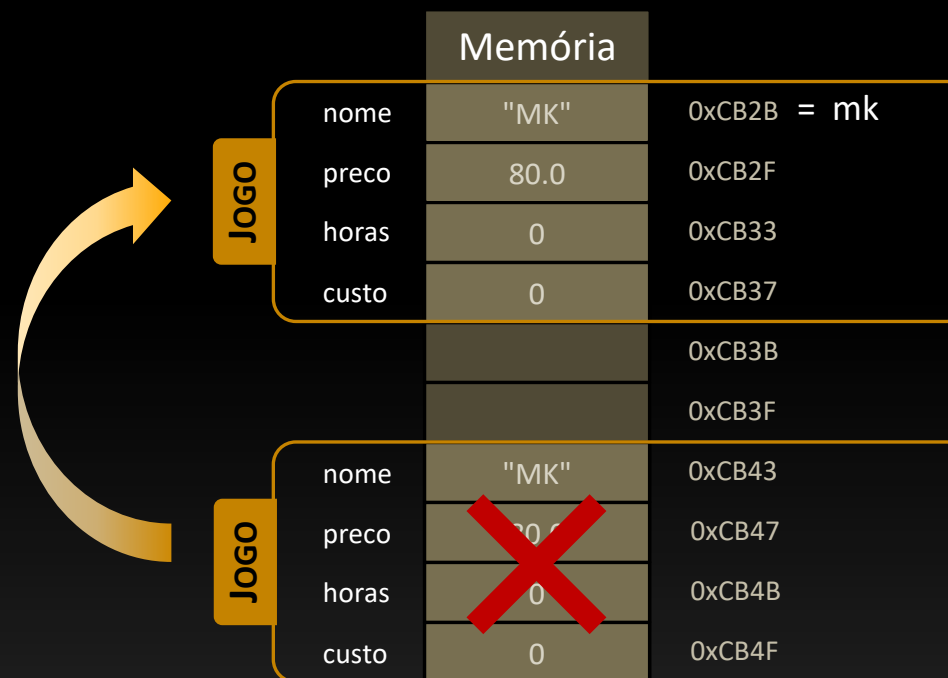 Memória
nome "MK" 0xCB2B = mk
JOGO
preco 80.0 0xCB2F
horas 0 0xCB33
custo 0 0xCB37
0xCB3B
0xCB3F
nome "MK" 0xCB43
JOGO
preco 0xCB47
horas 0 0xCB4B
custo 0 0xCB4F